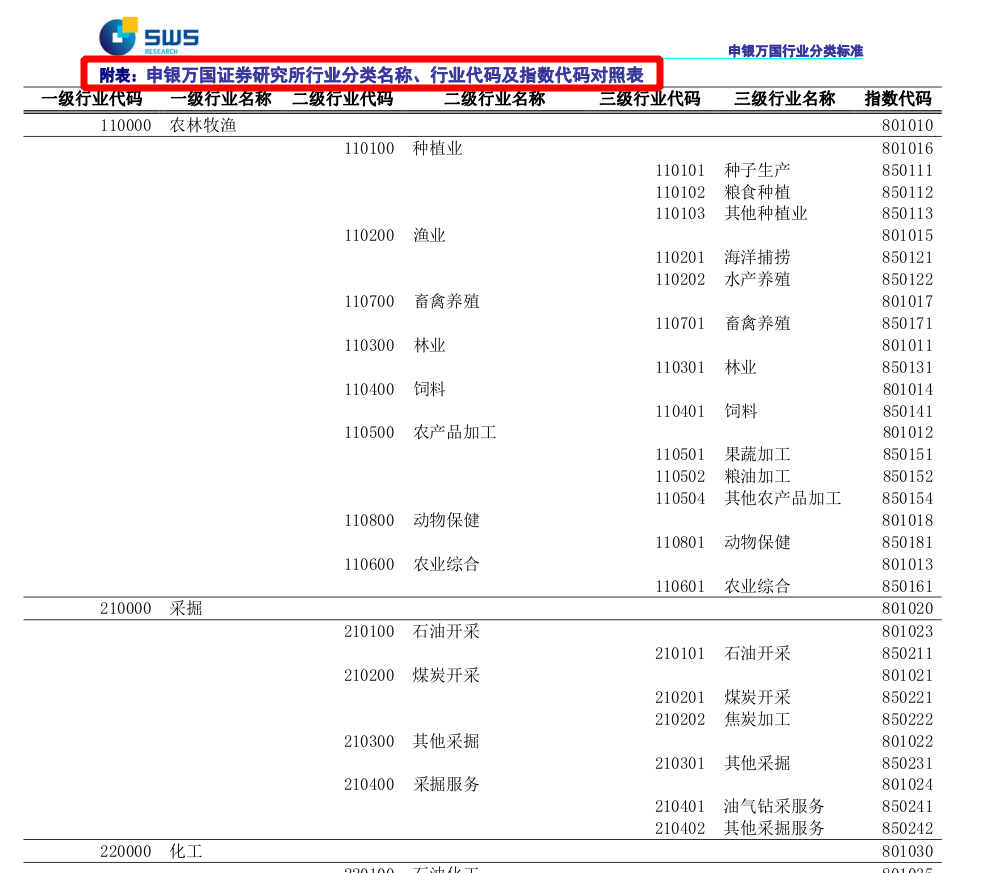 SWS
RESEARCH
申银万国行业分类标准
附表：申银万国证券研究所行业分类名称、行业代码及指数代码对照表
一级行业代码 一级行业名称 二级行业代码 二级行业名称 三级行业代码 三级行业名称 指数代码
110000 农林牧渔 801010
110100 种植业 801016
110101 种子生产 850111
110102 粮食种植 850112
110103 其他种植业 850113
110200 渔业 801015
110201 海洋捕捞 850121
110202 水产养殖 850122
110700 畜禽养殖 801017
110701 畜禽养殖 850171
110300 林业 801011
110301 林业 850131
110400 饲料 801014
110401 饲料 850141
110500 农产品加工 801012
110501 果蔬加工 850151
110502 粮油加工 850152
110504 其他农产品加工 850154
110800 动物保健 801018
110801 动物保健 850181
110600 农业综合 801013
110601 农业综合 850161
210000 采掘 801020
210100 石油开采 801023
210101 石油开采 850211
210200 煤炭开采 801021
210201 煤炭开采 850221
210202 焦炭加工 850222
210300 其他采掘 801022
210301 其他采掘 850231
210400 采掘服务 801024
210401 油气钻采服务 850241
210402 其他采掘服务 850242
220000 化工 801030